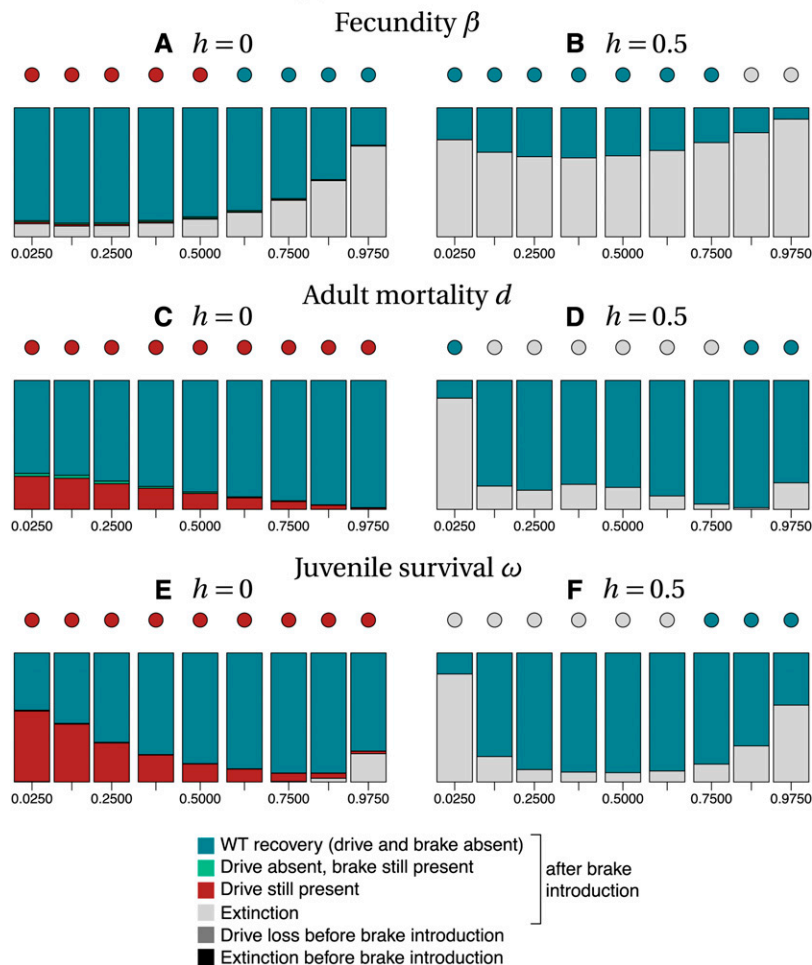 Fecundity β
A h = 0
B h = 0.5
0.0250 0.2500 0.5000 0.7500 0.9750
0.0250 0.2500 0.5000 0.7500 0.9750
Adult mortality d
C h = 0
D h = 0.5
0.0250 0.2500 0.5000 0.7500 0.9750
0.0250 0.2500 0.5000 0.7500 0.9750
Juvenile survival ω
E h = 0
F h = 0.5
0.0250 0.2500 0.5000 0.7500 0.9750
0.0250 0.2500 0.5000 0.7500 0.9750
WT recovery (drive and brake absent)
Drive absent, brake still present
Drive still present
Extinction
after brake
introduction
Drive loss before brake introduction
Extinction before brake introduction